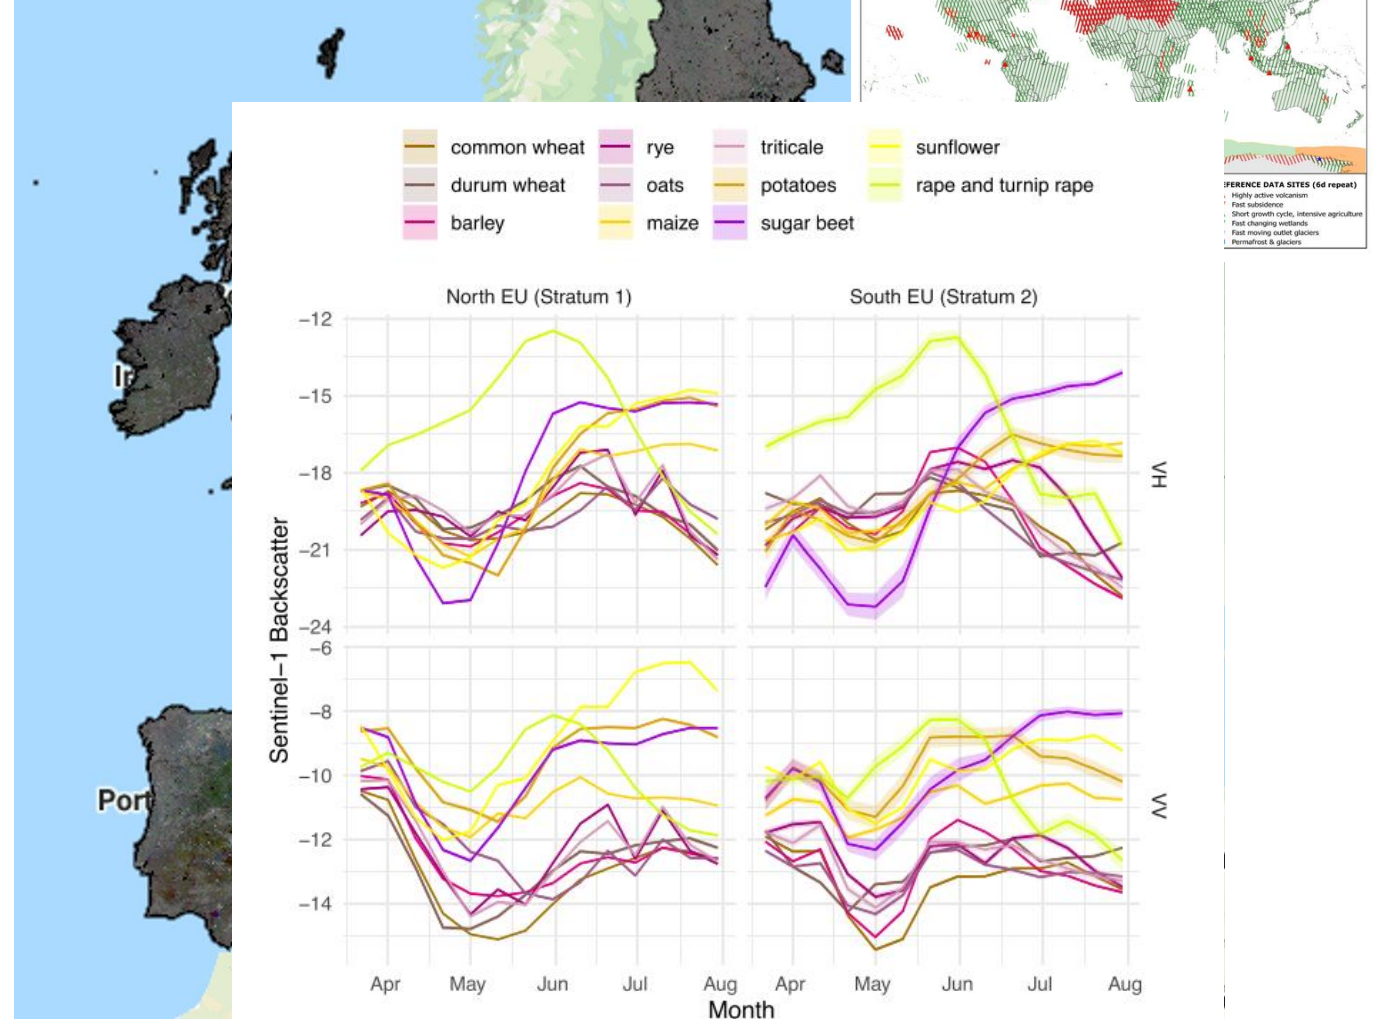 EFERENCE DATA SITES (6d repeat)
Highly active volcanism
Fast subsidence
Short growth cycle, intensive agriculture
Fast changing wetlands
Fast moving outlet glaciers
Permafrost & glaciers
common wheat rye triticale sunflower
durum wheat oats potatoes rape and turnip rape
barley maize sugar beet
North EU (Stratum 1) South EU (Stratum 2)
−12
−15
−18
−21
−24
VH
Sentinel−1 Backscatter
−6
−8
−10
−12
−14
VV
Apr May Jun Jul Aug Apr May Jun Jul Aug
Month
Ir
Port